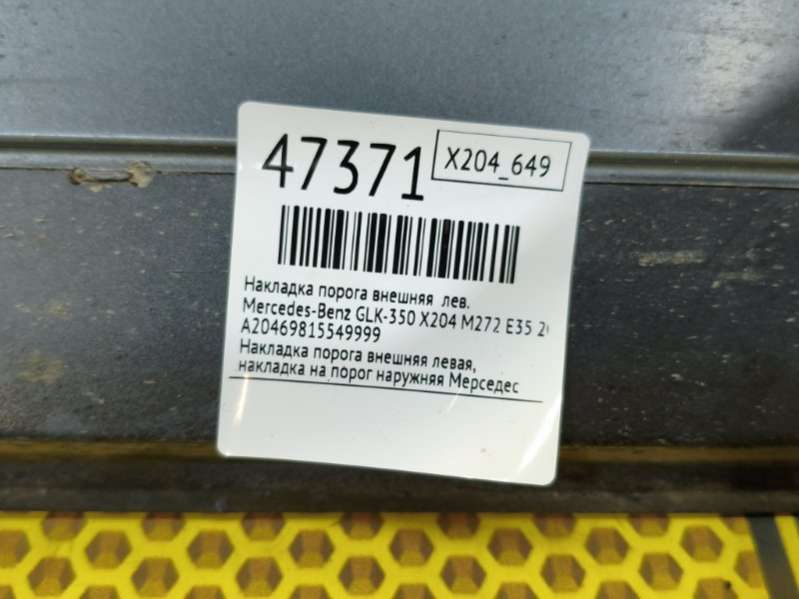 47371
X204_649
Накладка порога внешняя лев.
Mercedes-Benz GLK-350 X204 M272 E35
A20469815549999
Накладка порога внешняя левая,
накладка на порог наружняя Мерседес